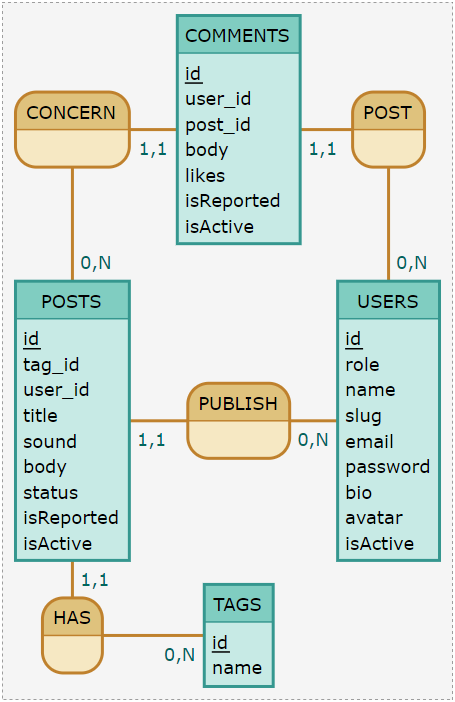 COMMENTS
id
user_id
post_id
body
likes
isReported
isActive
CONCERN
POST
1,1
1,1
0,N
0,N
POSTS
id
tag_id
user_id
title
sound
body
status
isReported
isActive
USERS
id
role
name
slug
email
password
bio
avatar
isActive
PUBLISH
1,1
0,N
1,1
HAS
0,N
TAGS
id
name